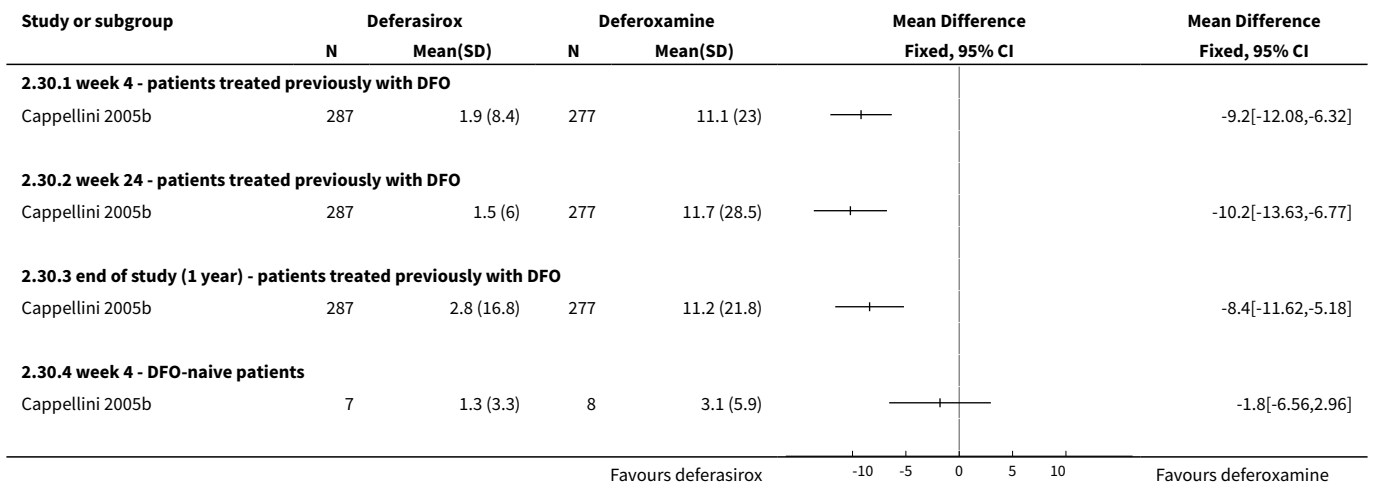 Study or subgroup Deferasirox Deferoxamine Mean Difference Mean Difference
N Mean(SD) N Mean(SD) Fixed, 95% CI Fixed, 95% CI
2.30.1 week 4 - patients treated previously with DFO
Cappellini 2005b 287 1.9 (8.4) 277 11.1 (23) -9.2[-12.08,-6.32]
2.30.2 week 24 - patients treated previously with DFO
Cappellini 2005b 287 1.5 (6) 277 11.7 (28.5) -10.2[-13.63,-6.77]
2.30.3 end of study (1 year) - patients treated previously with DFO
Cappellini 2005b 287 2.8 (16.8) 277 11.2 (21.8) -8.4[-11.62,-5.18]
2.30.4 week 4 - DFO-naive patients
Cappellini 2005b 7 1.3 (3.3) 8 3.1 (5.9) -1.8[-6.56,2.96]
Favours deferasirox -10 -5 0 5 10 Favours deferoxamine